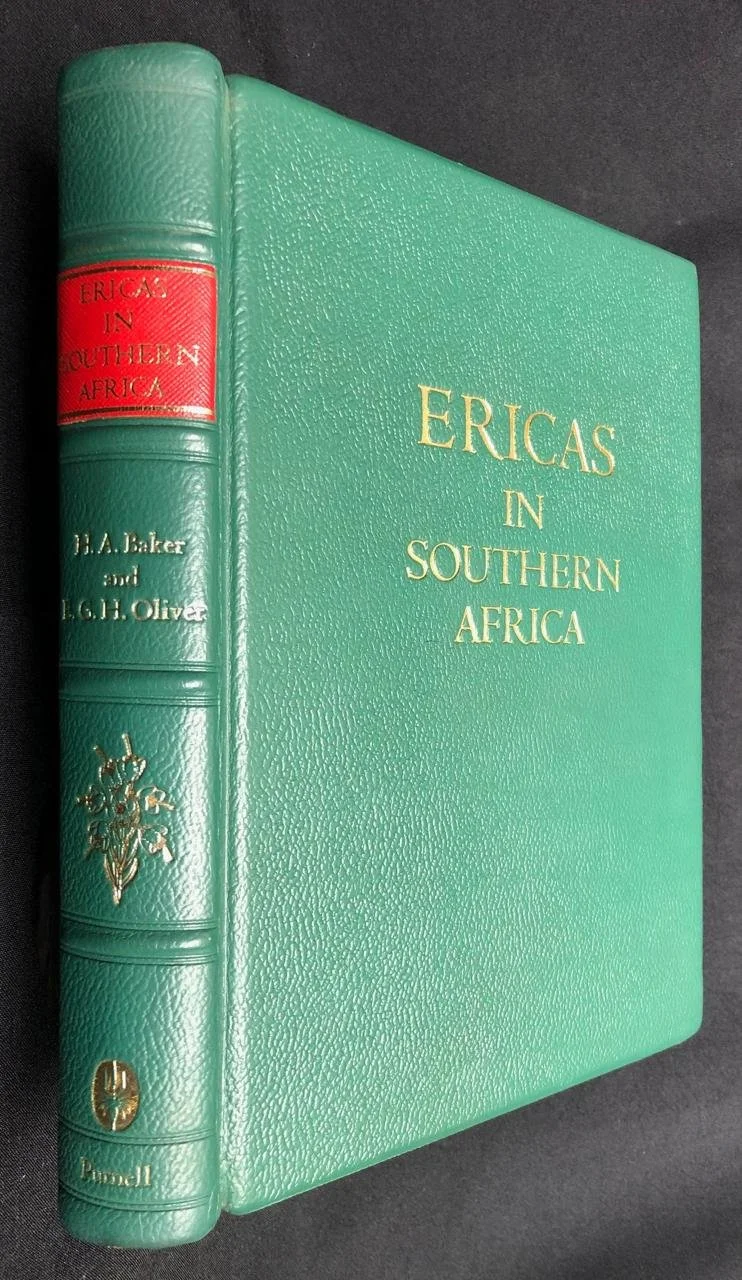 ERICAS
IN
SOUTHERN
AFRICA
H. A. Baker
and
E. G. H. Oliver
Purnell
ERICAS
IN
SOUTHERN
AFRICA